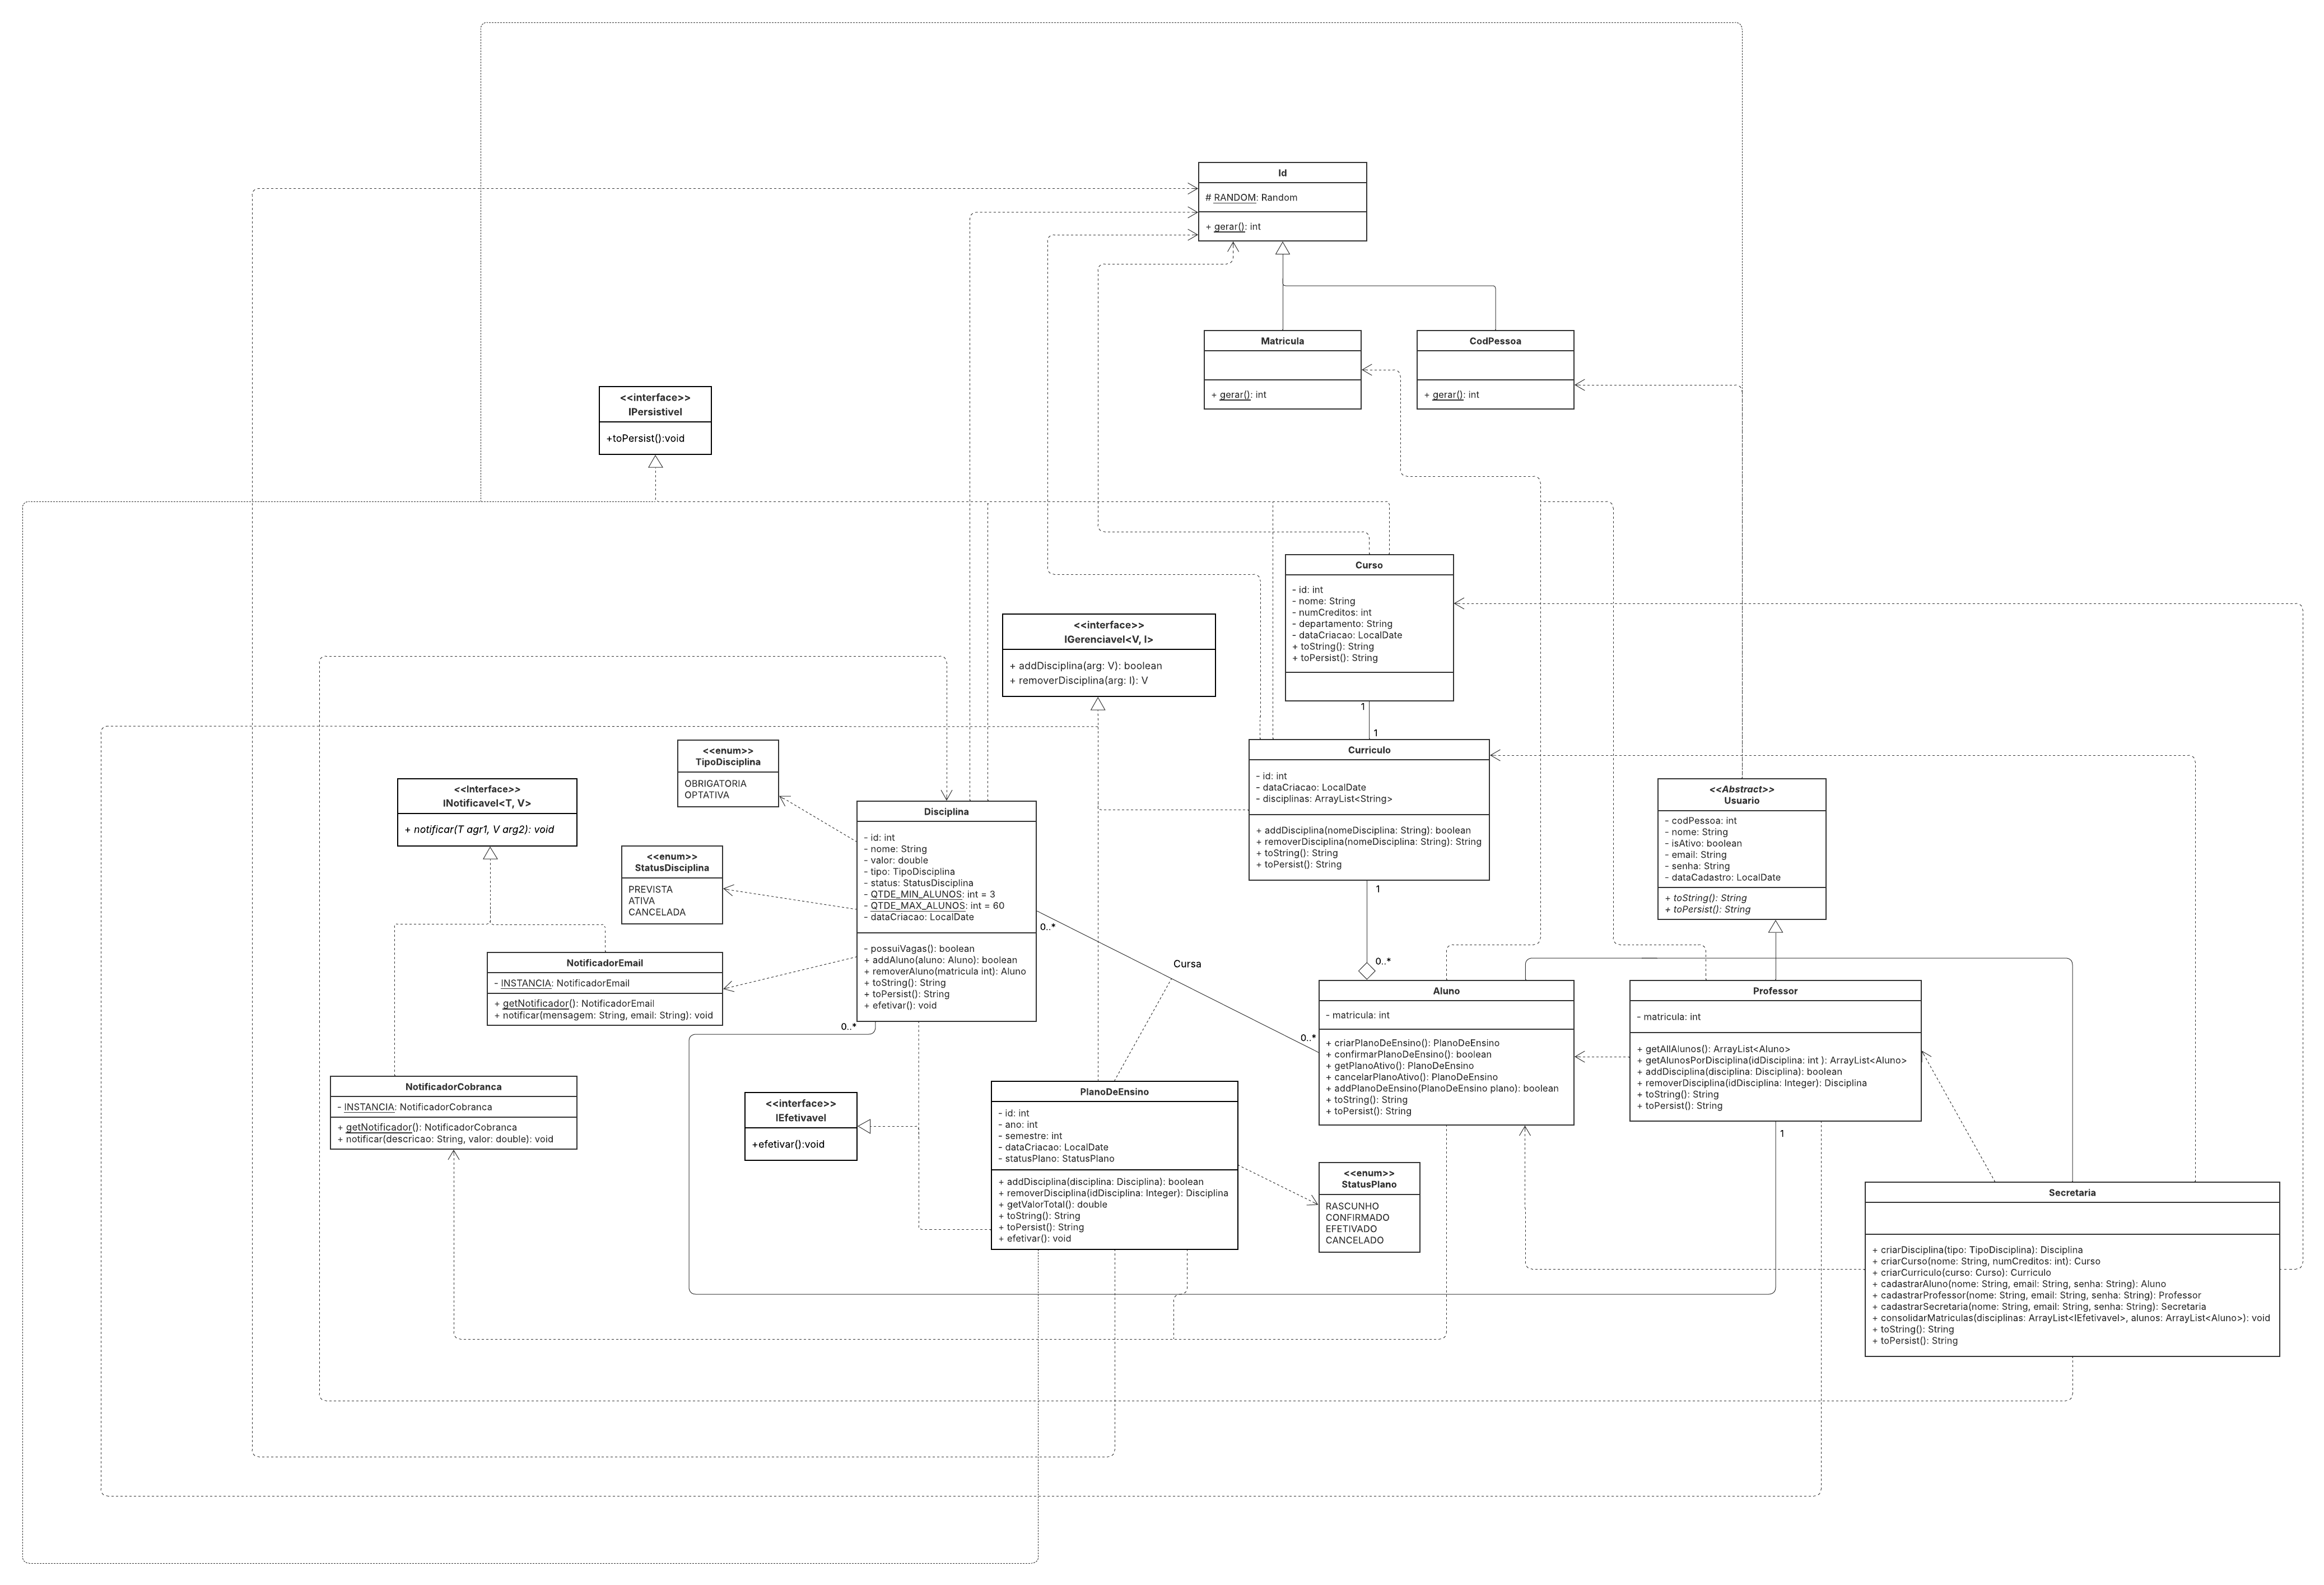 Id
# RANDOM: Random
+ gerar(): int
Matricula
+ gerar(): int
CodPessoa
+ gerar(): int
<<interface>>
IPersistivel
+toPersist():void
Curso
- id: int
- nome: String
- numCreditos: int
- departamento: String
- dataCriacao: LocalDate
+ toString(): String
+ toPersist(): String
1
1
<<interface>>
IGerenciavel<V, I>
+ addDisciplina(arg: V): boolean
+ removerDisciplina(arg: I): V
<<enum>>
TipoDisciplina
OBRIGATORIA
OPTATIVA
Curriculo
- id: int
- dataCriacao: LocalDate
- disciplinas: ArrayList<String>
+ addDisciplina(nomeDisciplina: String): boolean
+ removerDisciplina(nomeDisciplina: String): String
+ toString(): String
+ toPersist(): String
1
0..*
<<Interface>>
INotificavel<T, V>
+ notificar(T agr1, V arg2): void
<<Abstract>>
Usuario
- codPessoa: int
- nome: String
- isAtivo: boolean
- email: String
- senha: String
- dataCadastro: LocalDate
+ toString(): String
+ toPersist(): String
Disciplina
- id: int
- nome: String
- valor: double
- tipo: TipoDisciplina
- status: StatusDisciplina
- QTDE_MIN_ALUNOS: int = 3
- QTDE_MAX_ALUNOS: int = 60
- dataCriacao: LocalDate
- possuiVagas(): boolean
+ addAluno(aluno: Aluno): boolean
+ removerAluno(matricula int): Aluno
+ toString(): String
+ toPersist(): String
+ efetivar(): void
0..*
0..*
Cursa
0..*
<<enum>>
StatusDisciplina
PREVISTA
ATIVA
CANCELADA
NotificadorEmail
- INSTANCIA: NotificadorEmail
+ getNotificador(): NotificadorEmail
+ notificar(mensagem: String, email: String): void
Aluno
- matricula: int
+ criarPlanoDeEnsino(): PlanoDeEnsino
+ confirmarPlanoDeEnsino(): boolean
+ getPlanoAtivo(): PlanoDeEnsino
+ cancelarPlanoAtivo(): PlanoDeEnsino
+ addPlanoDeEnsino(PlanoDeEnsino plano): boolean
+ toString(): String
+ toPersist(): String
Professor
- matricula: int
+ getAllAlunos(): ArrayList<Aluno>
+ getAlunosPorDisciplina(idDisciplina: int ): ArrayList<Aluno>
+ addDisciplina(disciplina: Disciplina): boolean
+ removerDisciplina(idDisciplina: Integer): Disciplina
+ toString(): String
+ toPersist(): String
1
NotificadorCobranca
- INSTANCIA: NotificadorCobranca
+ getNotificador(): NotificadorCobranca
+ notificar(descricao: String, valor: double): void
<<interface>>
IEfetivavel
+efetivar():void
PlanoDeEnsino
- id: int
- ano: int
- semestre: int
- dataCriacao: LocalDate
- statusPlano: StatusPlano
+ addDisciplina(disciplina: Disciplina): boolean
+ removerDisciplina(idDisciplina: Integer): Disciplina
+ getValorTotal(): double
+ toString(): String
+ toPersist(): String
+ efetivar(): void
<<enum>>
StatusPlano
RASCUNHO
CONFIRMADO
EFETIVADO
CANCELADO
Secretaria
+ criarDisciplina(tipo: TipoDisciplina): Disciplina
+ criarCurso(nome: String, numCreditos: int): Curso
+ criarCurriculo(curso: Curso): Curriculo
+ cadastrarAluno(nome: String, email: String, senha: String): Aluno
+ cadastrarProfessor(nome: String, email: String, senha: String): Professor
+ cadastrarSecretaria(nome: String, email: String, senha: String): Secretaria
+ consolidarMatriculas(disciplinas: ArrayList<IEfetivavel>, alunos: ArrayList<Aluno>): void
+ toString(): String
+ toPersist(): String